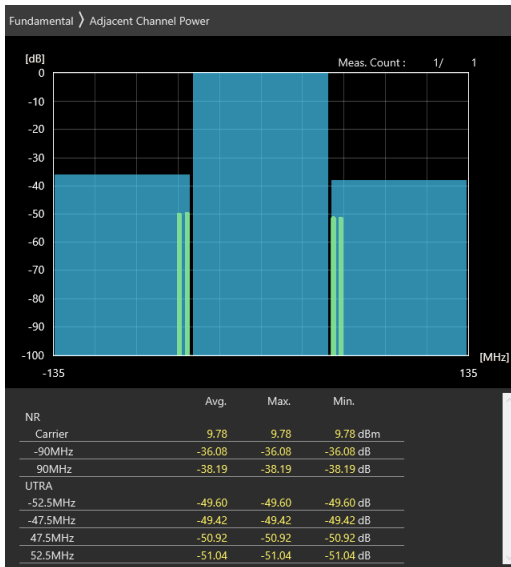 Fundamental 〉 Adjacent Channel Power
[dB]
Meas. Count : 1/ 1
0
-10
-20
-30
-40
-50
-60
-70
-80
-90
-100
[MHz]
-135 135
Avg. Max. Min.
NR
Carrier 9.78 9.78 9.78 dBm
-90MHz -36.08 -36.08 -36.08 dB
90MHz -38.19 -38.19 -38.19 dB
UTRA
-52.5MHz -49.60 -49.60 -49.60 dB
-47.5MHz -49.42 -49.42 -49.42 dB
47.5MHz -50.92 -50.92 -50.92 dB
52.5MHz -51.04 -51.04 -51.04 dB